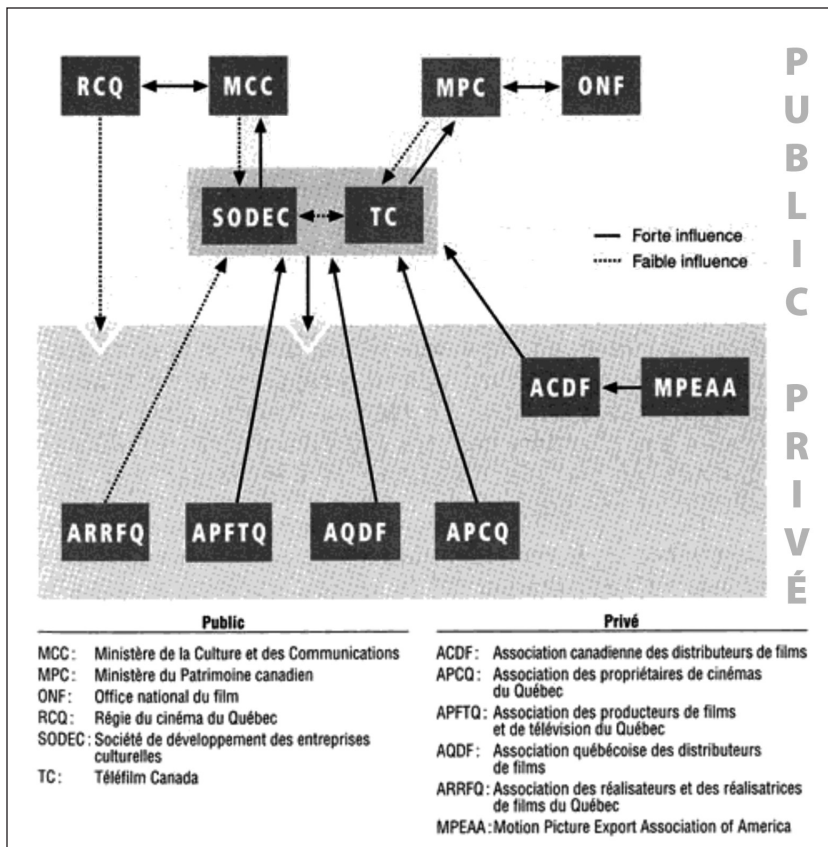 RCQ MCC MPC ONF
SODEC TC
Forte influence
Faible influence
ACDF MPEAA
ARRFQ APFTQ AQDF APCQ
PUBLIC
PRIVÉ
Public
MCC: Ministère de la Culture et des Communications
MPC: Ministère du Patrimoine canadien
ONF: Office national du film
RCQ: Régie du cinéma du Québec
SODEC: Société de développement des entreprises
culturelles
TC: Téléfilm Canada
Privé
ACDF: Association canadienne des distributeurs de films
APCQ: Association des propriétaires de cinémas
du Québec
APFTQ: Association des producteurs de films
et de télévision du Québec
AQDF: Association québécoise des distributeurs
de films
ARRFQ: Association des réalisateurs et des réalisatrices
de films du Québec
MPEAA: Motion Picture Export Association of America